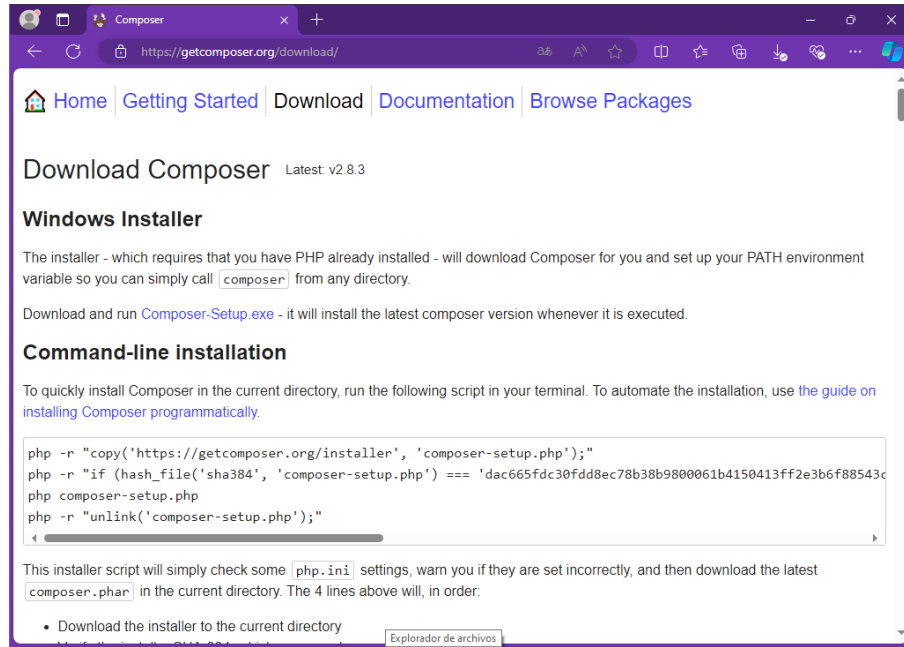 Composer
https://getcomposer.org/download/
Home Getting Started Download Documentation Browse Packages
Download Composer Latest: v2.8.3
Windows Installer
The installer - which requires that you have PHP already installed - will download Composer for you and set up your PATH environment
variable so you can simply call composer from any directory.
Download and run Composer-Setup.exe - it will install the latest composer version whenever it is executed.
Command-line installation
To quickly install Composer in the current directory, run the following script in your terminal. To automate the installation, use the guide on
installing Composer programmatically.
php -r "copy('https://getcomposer.org/installer', 'composer-setup.php');"
php -r "if (hash_file('sha384', 'composer-setup.php') === 'dac665fdc30fdd8ec78b38b9800061b4150413ff2e3b6f88543c
php composer-setup.php
php -r "unlink('composer-setup.php');"
This installer script will simply check some php.ini settings, warn you if they are set incorrectly, and then download the latest
composer.phar in the current directory. The 4 lines above will, in order:
• Download the installer to the current directory
Explorador de archivos